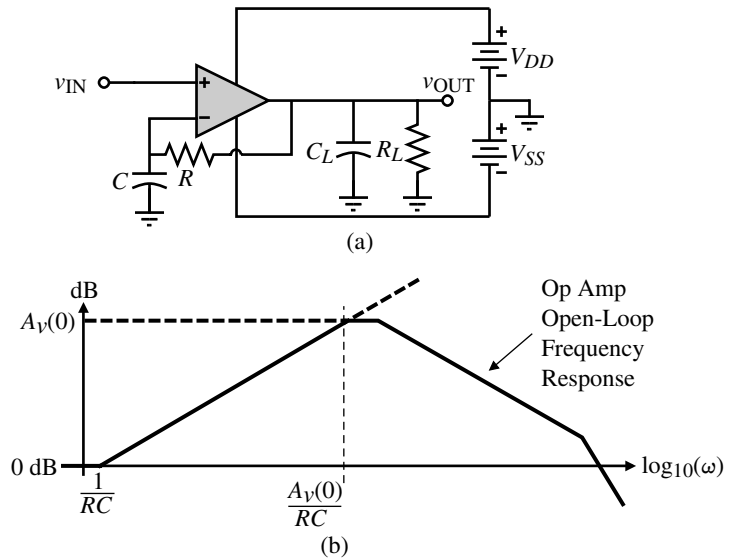 +
V_DD
−
v_IN
+
v_OUT
−
+
C_L
R_L
V_SS
C
R
−
(a)
dB
Op Amp
A_v(0)
Open-Loop
Frequency
Response
0 dB
log₁₀(ω)
1
RC
A_v(0)
RC
(b)